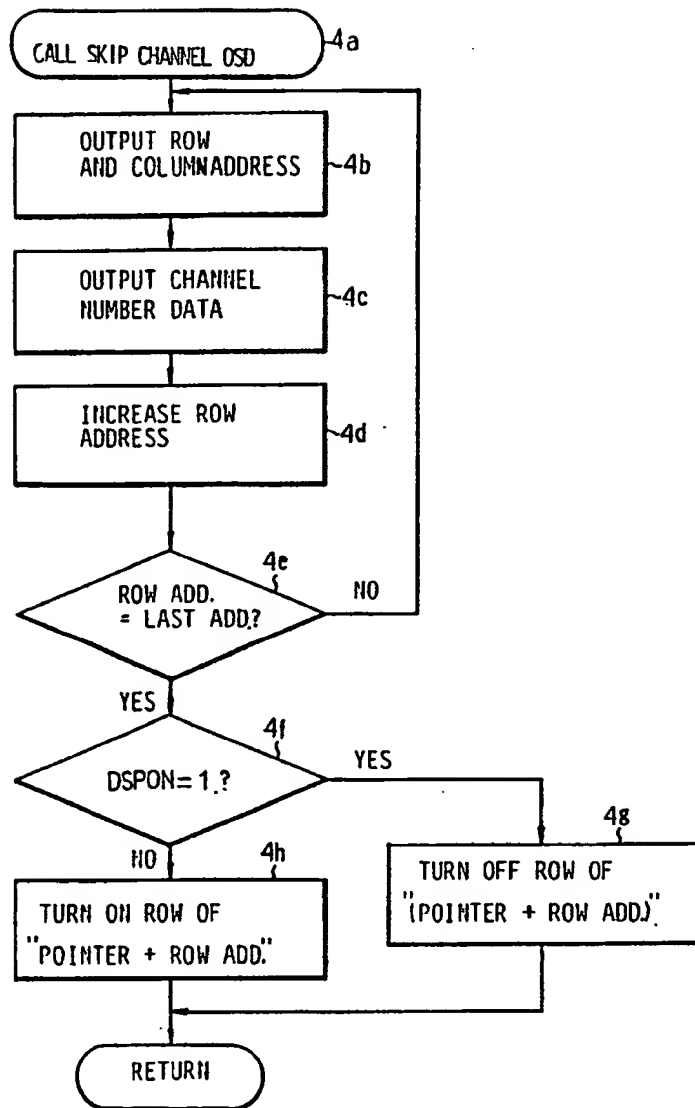 CALL SKIP CHANNEL OSD
4a
OUTPUT ROW
AND COLUMNADDRESS
4b
OUTPUT CHANNEL
NUMBER DATA
4c
INCREASE ROW
ADDRESS
4d
4e
ROW ADD.
= LAST ADD.?
NO
YES
4f
DSPON=1.?
YES
NO
4h
4g
TURN ON ROW OF
"POINTER + ROW ADD."
TURN OFF ROW OF
"(POINTER + ROW ADD.)"
RETURN